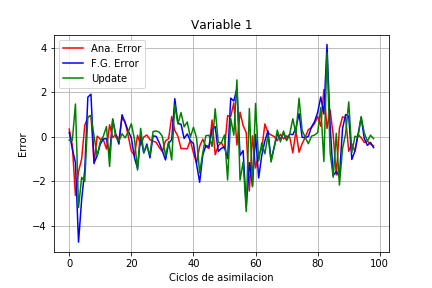 Variable 1
Ana. Error
F.G. Error
Update
Error
4
2
0
−2
−4
0 20 40 60 80 100
Ciclos de asimilacion